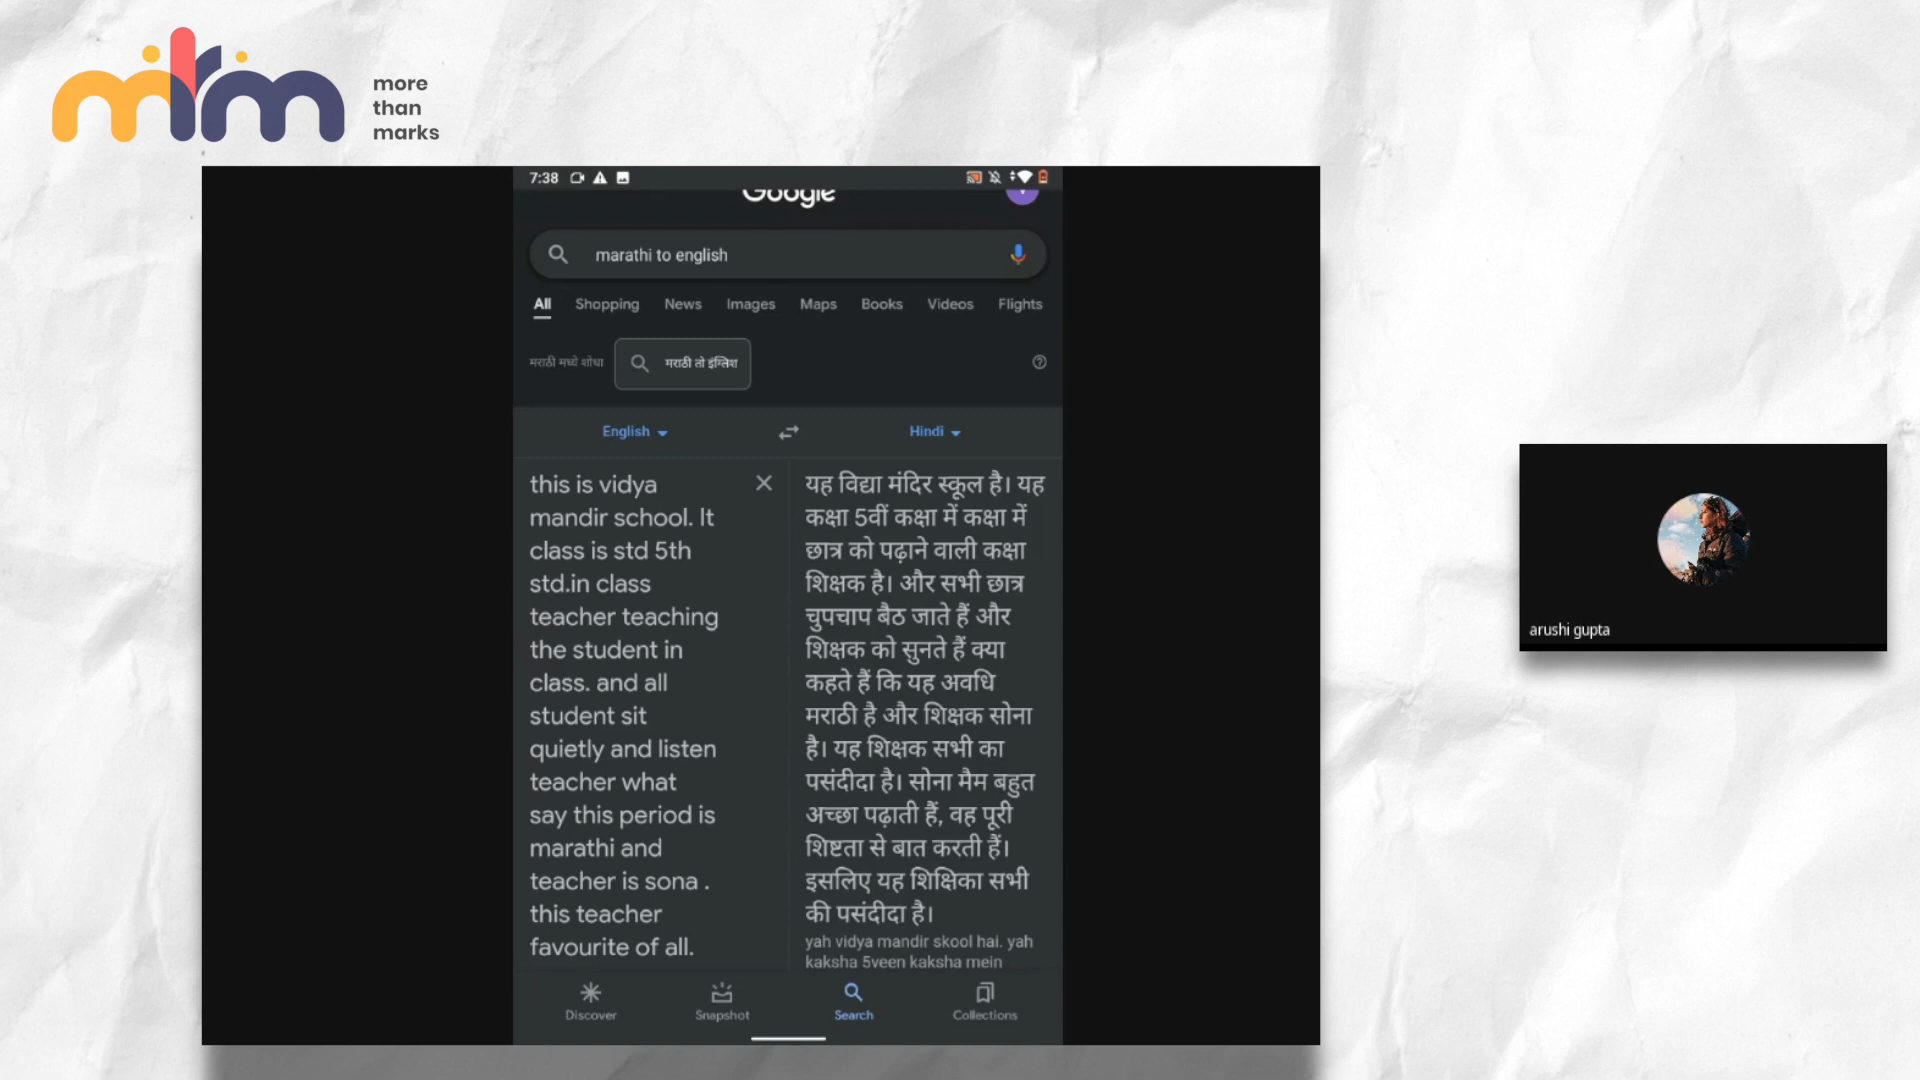 more
than
marks
7:38
Google
marathi to english
All Shopping News Images Maps Books Videos Flights
मराठी मध्ये शोधा मराठी तो इंग्लिश
English Hindi
this is vidya
mandir school. It
class is std 5th
std.in class
teacher teaching
the student in
class. and all
student sit
quietly and listen
teacher what
say this period is
marathi and
teacher is sona .
this teacher
favourite of all.
यह विद्या मंदिर स्कूल है। यह
कक्षा 5वीं कक्षा में कक्षा में
छात्र को पढ़ाने वाली कक्षा
शिक्षक है। और सभी छात्र
चुपचाप बैठ जाते हैं और
शिक्षक को सुनते हैं क्या
कहते हैं कि यह अवधि
मराठी है और शिक्षक सोना
है। यह शिक्षक सभी का
पसंदीदा है। सोना मैम बहुत
अच्छा पढ़ाती हैं, वह पूरी
शिष्टता से बात करती हैं।
इसलिए यह शिक्षिका सभी
की पसंदीदा है।
yah vidya mandir skool hai. yah
kaksha 5veen kaksha mein
Discover Snapshot Search Collections
arushi gupta